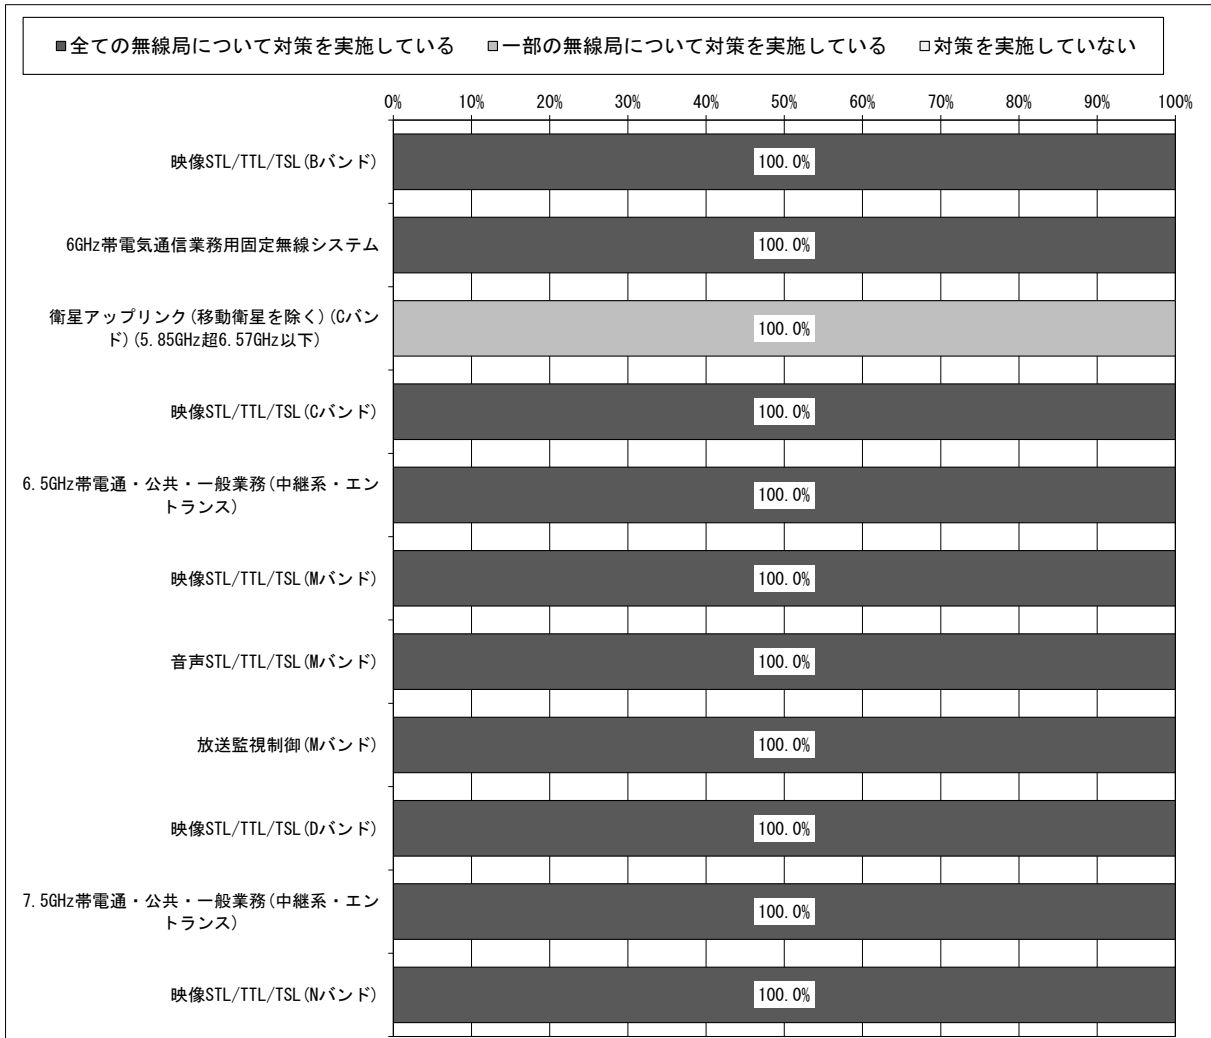 ■全ての無線局について対策を実施している ■一部の無線局について対策を実施している □対策を実施していない
0% 10% 20% 30% 40% 50% 60% 70% 80% 90% 100%
映像STL/TTL/TSL(Bバンド)
100.0%
6GHz帯電気通信業務用固定無線システム
100.0%
衛星アップリンク(移動衛星を除く)(Cバン
ド)(5.85GHz超6.57GHz以下)
100.0%
映像STL/TTL/TSL(Cバンド)
100.0%
6.5GHz帯電通・公共・一般業務(中継系・エン
トランス)
100.0%
映像STL/TTL/TSL(Mバンド)
100.0%
音声STL/TTL/TSL(Mバンド)
100.0%
放送監視制御(Mバンド)
100.0%
映像STL/TTL/TSL(Dバンド)
100.0%
7.5GHz帯電通・公共・一般業務(中継系・エン
トランス)
100.0%
映像STL/TTL/TSL(Nバンド)
100.0%